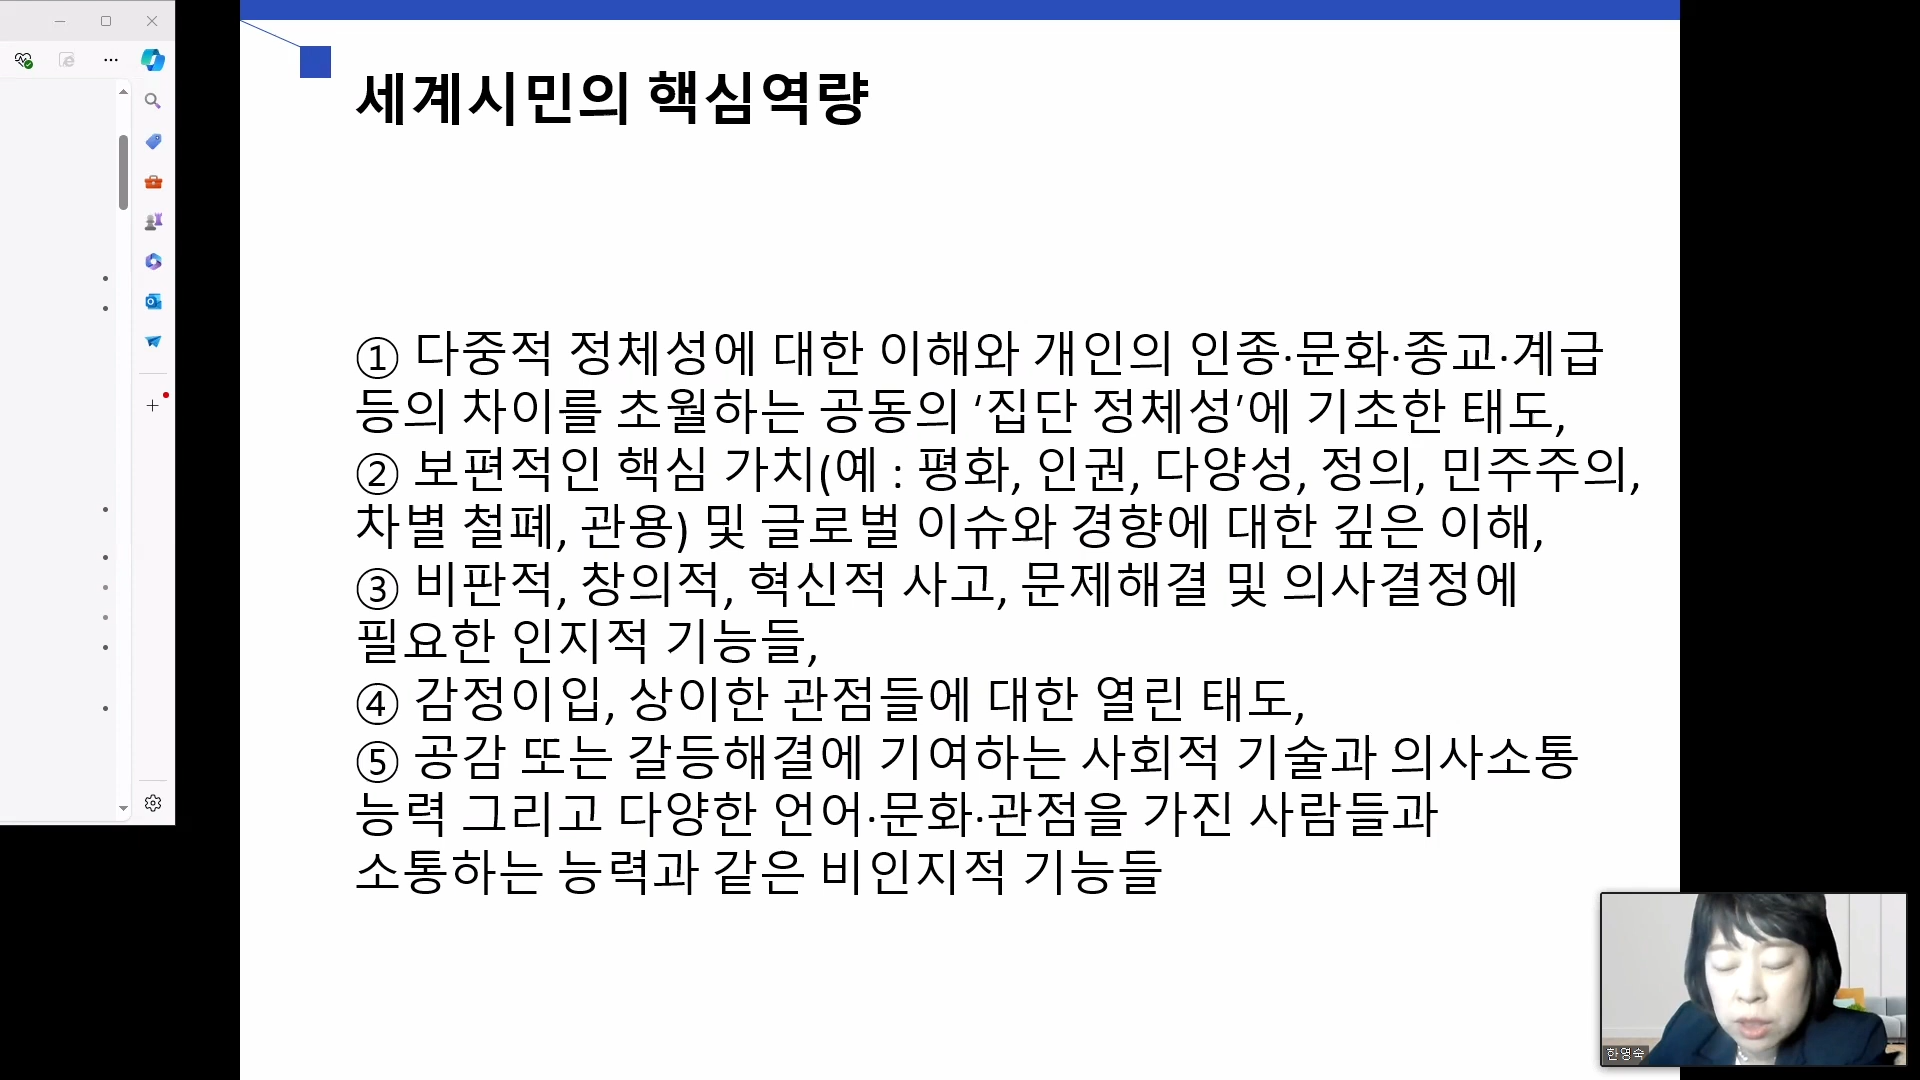 세계시민의 핵심역량
① 다중적 정체성에 대한 이해와 개인의 인종·문화·종교·계급
등의 차이를 초월하는 공동의 ‘집단 정체성’에 기초한 태도,
② 보편적인 핵심 가치(예 : 평화, 인권, 다양성, 정의, 민주주의,
차별 철폐, 관용) 및 글로벌 이슈와 경향에 대한 깊은 이해,
③ 비판적, 창의적, 혁신적 사고, 문제해결 및 의사결정에
필요한 인지적 기능들,
④ 감정이입, 상이한 관점들에 대한 열린 태도,
⑤ 공감 또는 갈등해결에 기여하는 사회적 기술과 의사소통
능력 그리고 다양한 언어·문화·관점을 가진 사람들과
소통하는 능력과 같은 비인지적 기능들
한영숙